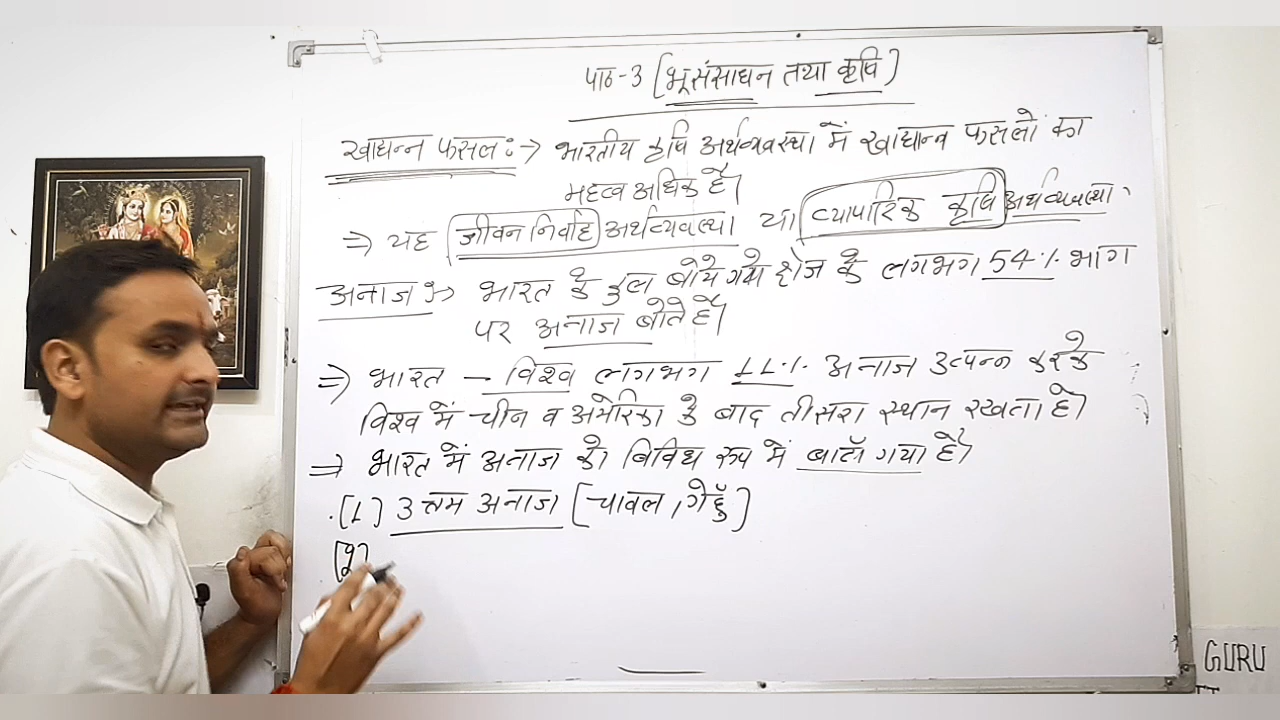 पाठ-3 [भूसंसाधन तथा कृषि]
खाद्यन्न फसल :→ भारतीय कृषि अर्थव्यवस्था में खाद्यान्न फसलों का
महत्व अधिक है।
⇒ यह जीवन निर्वाह अर्थव्यवस्था या व्यापारिक कृषि अर्थव्यवस्था
अनाज :→ भारत के कुल बोये गये क्षेत्र के लगभग 54% भाग
पर अनाज बोते है।
⇒ भारत - विश्व लगभग 11% अनाज उत्पन्न करके
विश्व में चीन व अमेरिका के बाद तीसरा स्थान रखता है।
⇒ भारत में अनाज को विविध रुप में बाटाँ गया है।
(1) उत्तम अनाज [चावल, गेहूँ]
(2)
GURU